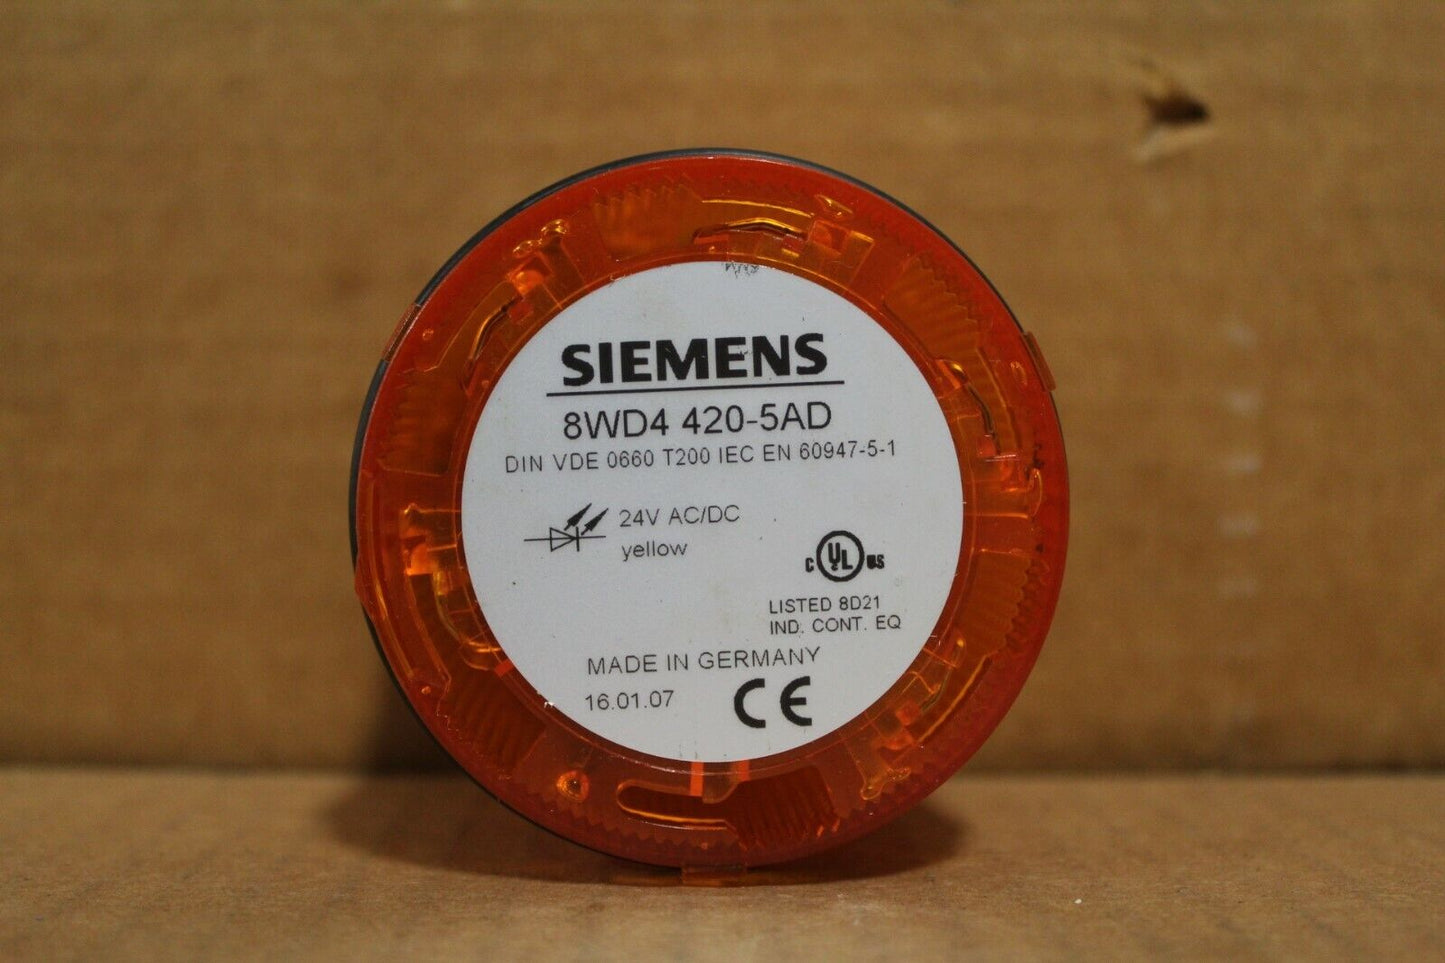 SIEMENS
8WD4 420-5AD
DIN VDE 0660 T200 IEC EN 60947-5-1
24V AC/DC
yellow
C UL US
LISTED 8D21
IND. CONT. EQ
MADE IN GERMANY
16.01.07
CE